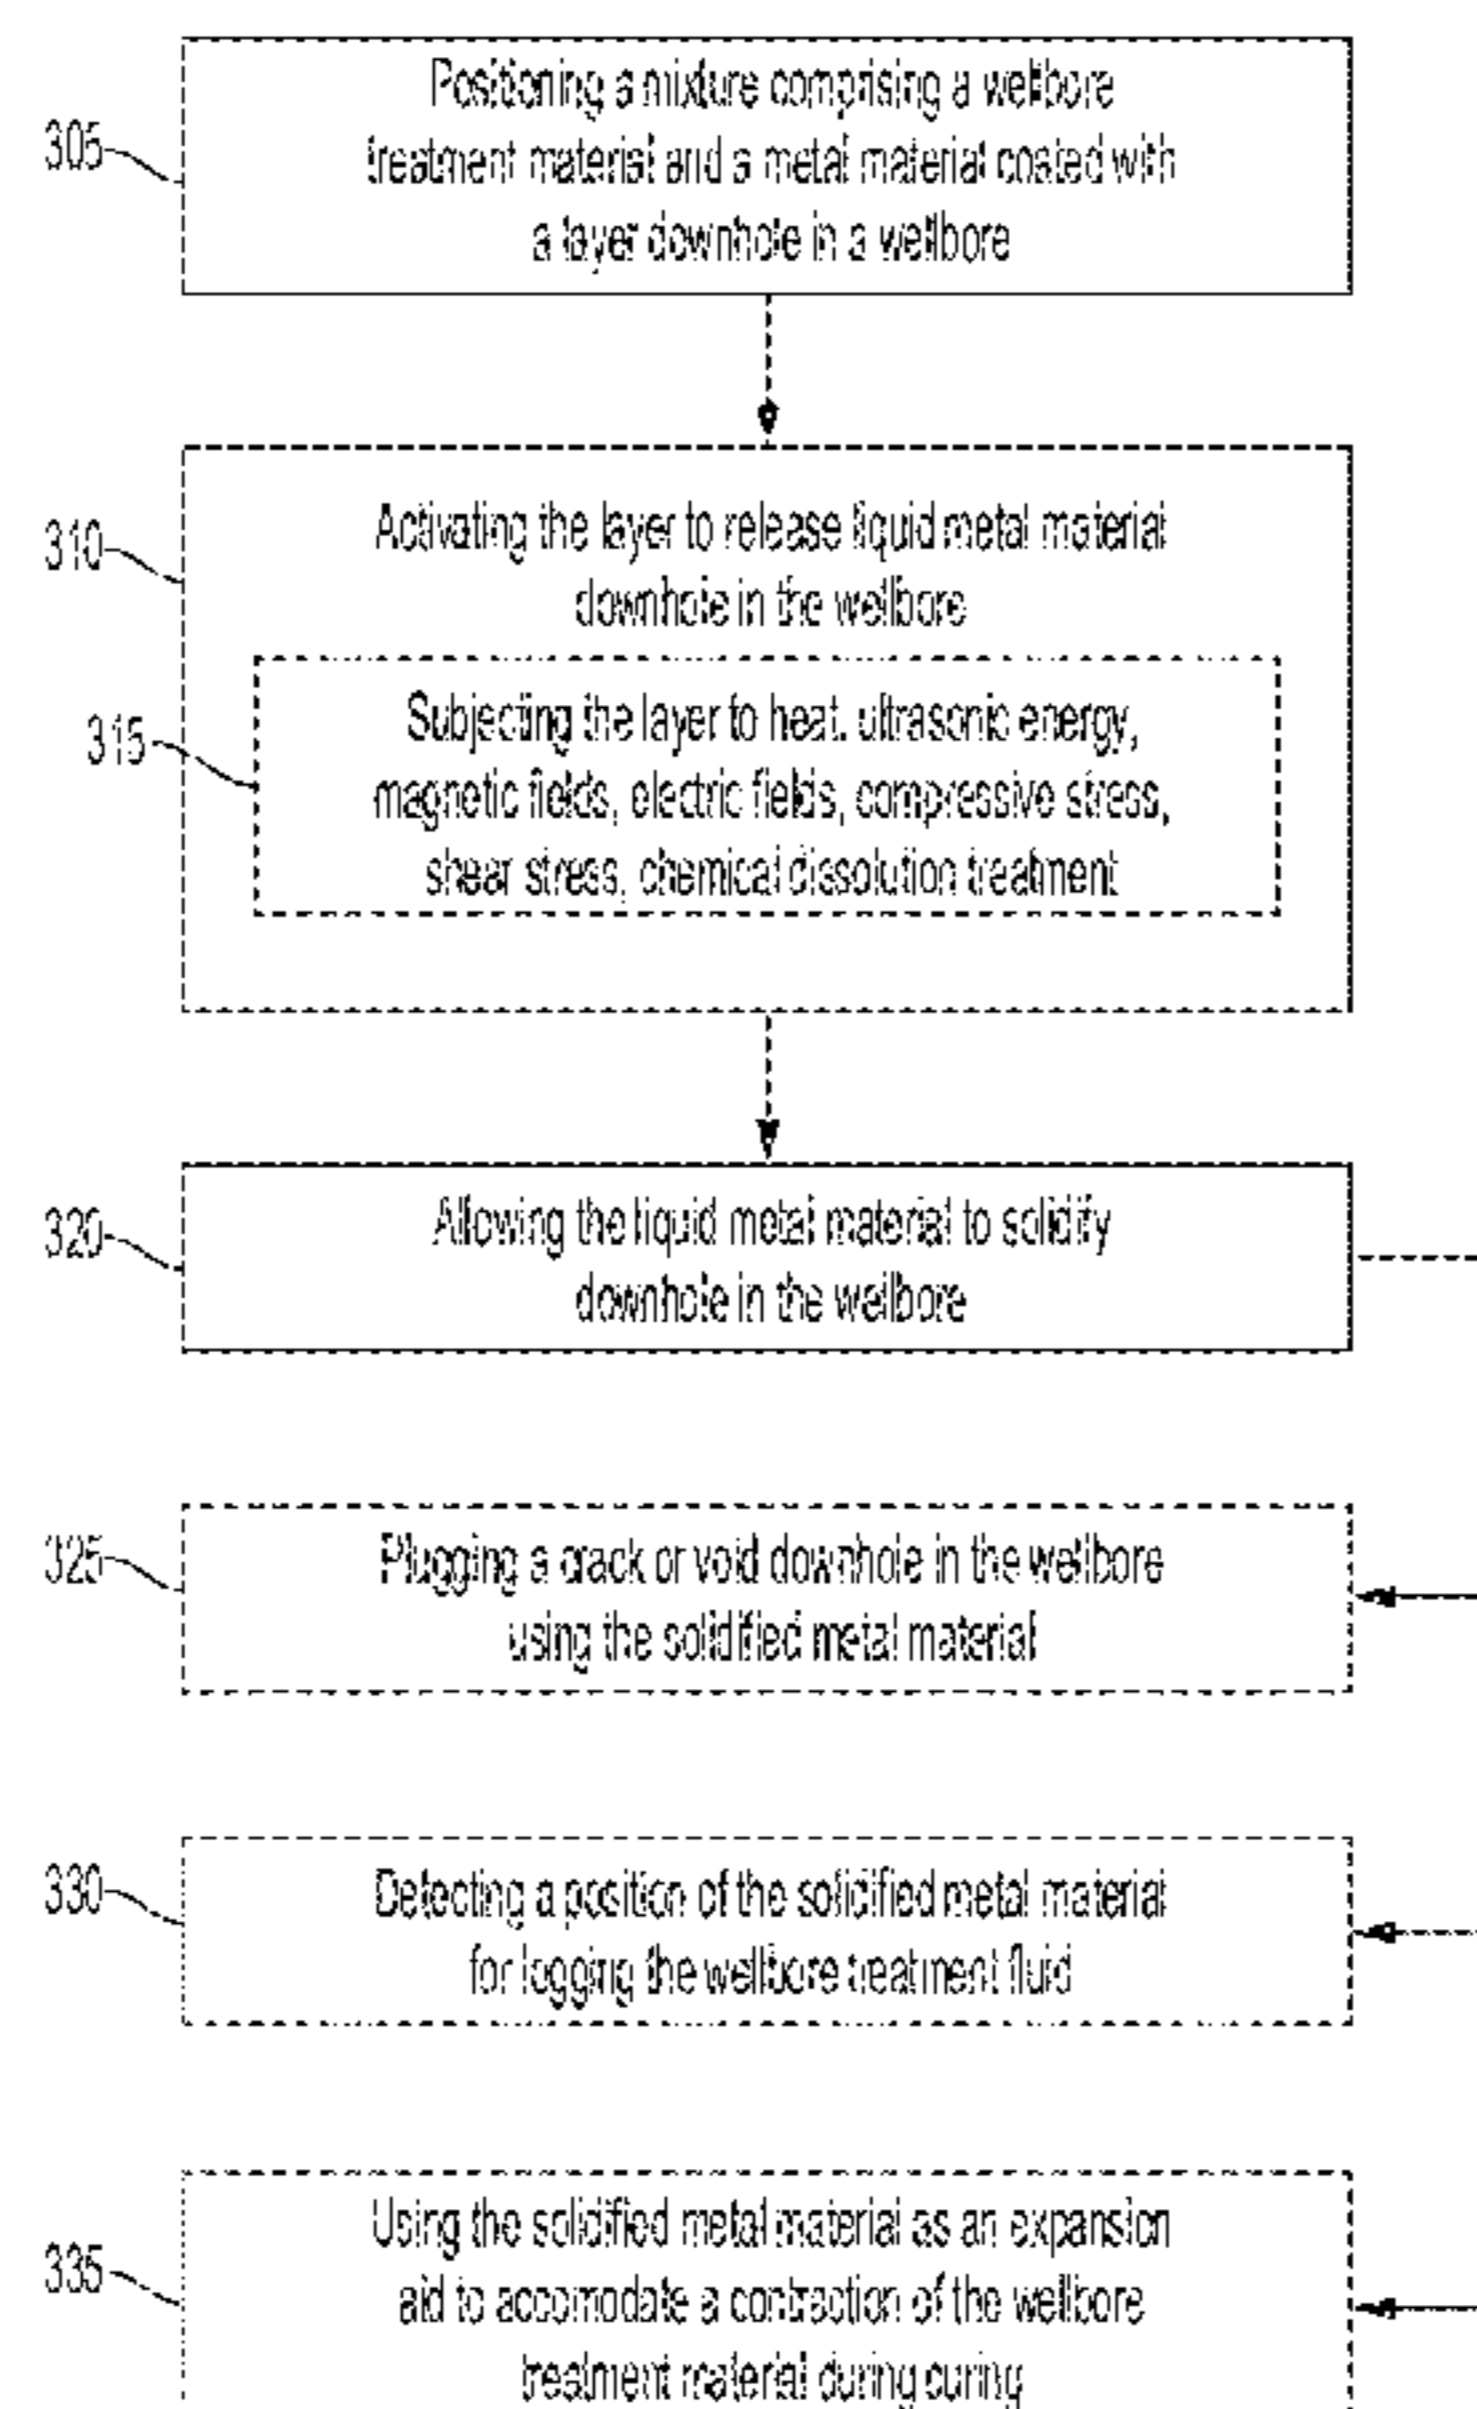 305
Positioning a mixture comprising a wellbore
treatment material and a metal material coated with
a layer downhole in a wellbore
310
Activating the layer to release liquid metal material
downhole in the wellbore
315
Subjecting the layer to heat, ultrasonic energy,
magnetic fields, electric fields, compressive stress,
shear stress, chemical dissolution treatment
320
Allowing the liquid metal material to solidify
downhole in the wellbore
325
Plugging a crack or void downhole in the wellbore
using the solidified metal material
330
Detecting a position of the solidified metal material
for logging the wellbore treatment fluid
335
Using the solidified metal material as an expansion
aid to accomodate a contraction of the wellbore
treatment material during curing